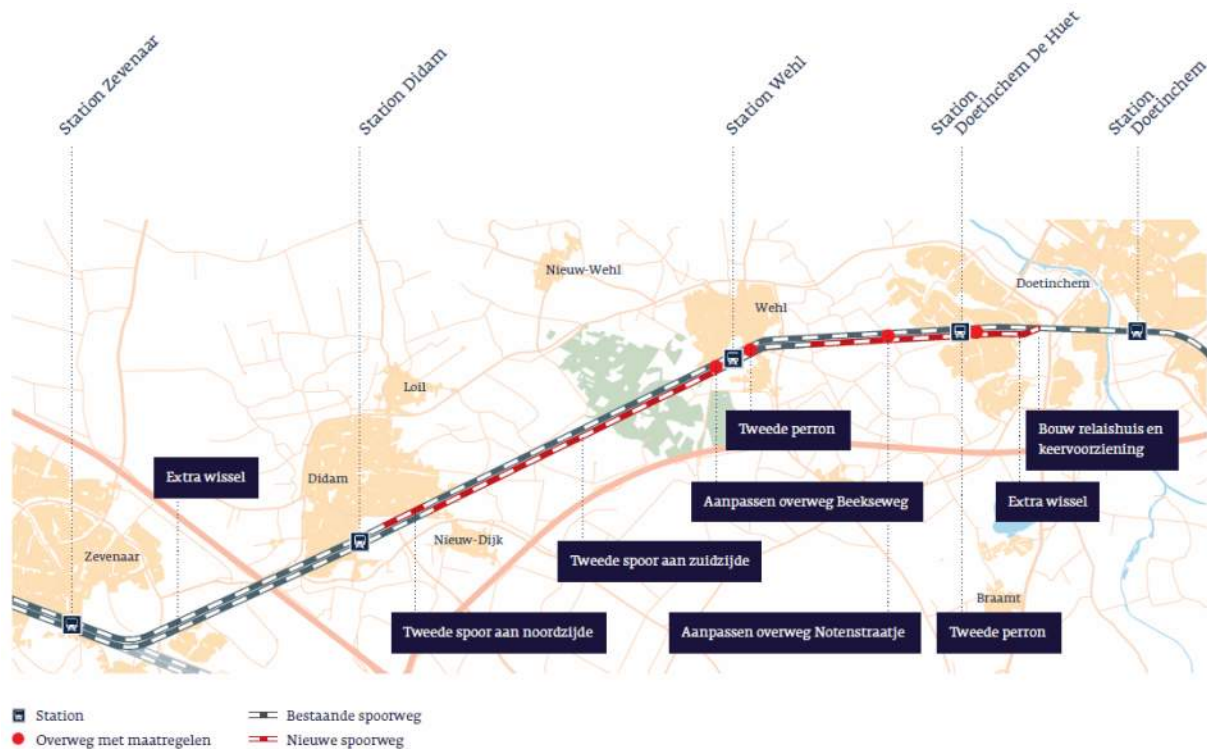 Station Zevenaar
Station Didam
Station Wehl
Station
Doetinchem De Huet
Station
Doetinchem
Nieuw-Wehl
Wehl
Doetinchem
Loil
Didam
Nieuw-Dijk
Zevenaar
Braamt
Extra wissel
Tweede perron
Bouw relaishuis en
keervoorziening
Aanpassen overweg Beekseweg
Extra wissel
Tweede spoor aan zuidzijde
Tweede spoor aan noordzijde
Aanpassen overweg Notenstraatje
Tweede perron
Station
Bestaande spoorweg
Overweg met maatregelen
Nieuwe spoorweg